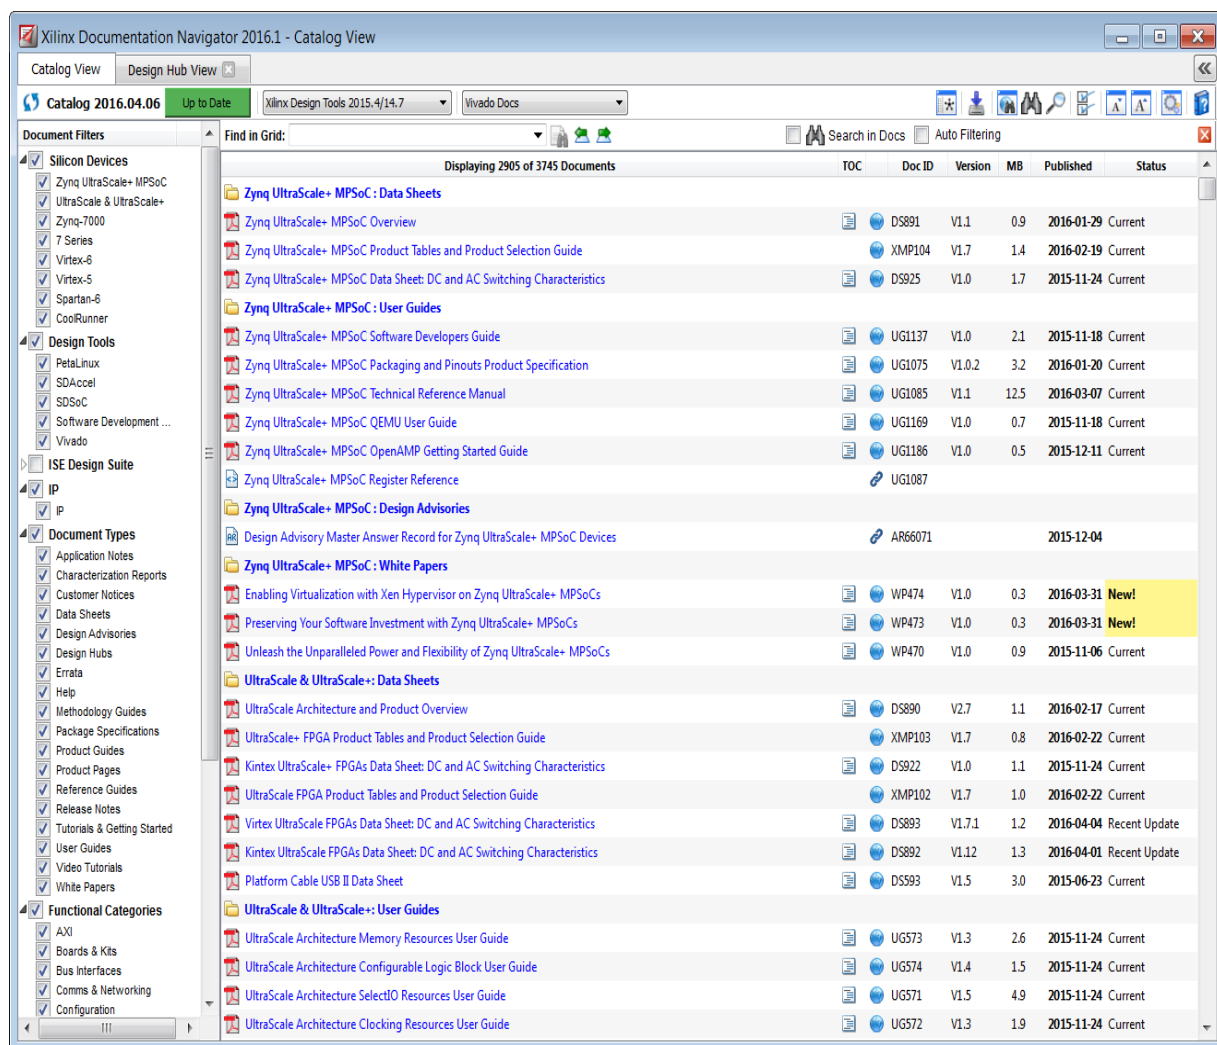 Xilinx Documentation Navigator 2016.1 - Catalog View
Catalog View Design Hub View
Catalog 2016.04.06 Up to Date Xilinx Design Tools 2015.4/14.7 Vivado Docs
Document Filters
Silicon Devices
Zynq UltraScale+ MPSoC
UltraScale & UltraScale+
Zynq-7000
7 Series
Virtex-6
Virtex-5
Spartan-6
CoolRunner
Design Tools
PetaLinux
SDAccel
SDSoC
Software Development ...
Vivado
ISE Design Suite
IP
IP
Document Types
Application Notes
Characterization Reports
Customer Notices
Data Sheets
Design Advisories
Design Hubs
Errata
Help
Methodology Guides
Package Specifications
Product Guides
Product Pages
Reference Guides
Release Notes
Tutorials & Getting Started
User Guides
Video Tutorials
White Papers
Functional Categories
AXI
Boards & Kits
Bus Interfaces
Comms & Networking
Configuration
Find in Grid: Search in Docs Auto Filtering
Displaying 2905 of 3745 Documents TOC Doc ID Version MB Published Status
Zynq UltraScale+ MPSoC : Data Sheets
Zynq UltraScale+ MPSoC Overview DS891 V1.1 0.9 2016-01-29 Current
Zynq UltraScale+ MPSoC Product Tables and Product Selection Guide XMP104 V1.7 1.4 2016-02-19 Current
Zynq UltraScale+ MPSoC Data Sheet: DC and AC Switching Characteristics DS925 V1.0 1.7 2015-11-24 Current
Zynq UltraScale+ MPSoC : User Guides
Zynq UltraScale+ MPSoC Software Developers Guide UG1137 V1.0 2.1 2015-11-18 Current
Zynq UltraScale+ MPSoC Packaging and Pinouts Product Specification UG1075 V1.0.2 3.2 2016-01-20 Current
Zynq UltraScale+ MPSoC Technical Reference Manual UG1085 V1.1 12.5 2016-03-07 Current
Zynq UltraScale+ MPSoC QEMU User Guide UG1169 V1.0 0.7 2015-11-18 Current
Zynq UltraScale+ MPSoC OpenAMP Getting Started Guide UG1186 V1.0 0.5 2015-12-11 Current
Zynq UltraScale+ MPSoC Register Reference UG1087
Zynq UltraScale+ MPSoC : Design Advisories
AR Design Advisory Master Answer Record for Zynq UltraScale+ MPSoC Devices AR66071 2015-12-04
Zynq UltraScale+ MPSoC : White Papers
Enabling Virtualization with Xen Hypervisor on Zynq UltraScale+ MPSoCs WP474 V1.0 0.3 2016-03-31 New!
Preserving Your Software Investment with Zynq UltraScale+ MPSoCs WP473 V1.0 0.3 2016-03-31 New!
Unleash the Unparalleled Power and Flexibility of Zynq UltraScale+ MPSoCs WP470 V1.0 0.9 2015-11-06 Current
UltraScale & UltraScale+: Data Sheets
UltraScale Architecture and Product Overview DS890 V2.7 1.1 2016-02-17 Current
UltraScale+ FPGA Product Tables and Product Selection Guide XMP103 V1.7 0.8 2016-02-22 Current
Kintex UltraScale+ FPGAs Data Sheet: DC and AC Switching Characteristics DS922 V1.0 1.1 2015-11-24 Current
UltraScale FPGA Product Tables and Product Selection Guide XMP102 V1.7 1.0 2016-02-22 Current
Virtex UltraScale FPGAs Data Sheet: DC and AC Switching Characteristics DS893 V1.7.1 1.2 2016-04-04 Recent Update
Kintex UltraScale FPGAs Data Sheet: DC and AC Switching Characteristics DS892 V1.12 1.3 2016-04-01 Recent Update
Platform Cable USB II Data Sheet DS593 V1.5 3.0 2015-06-23 Current
UltraScale & UltraScale+: User Guides
UltraScale Architecture Memory Resources User Guide UG573 V1.3 2.6 2015-11-24 Current
UltraScale Architecture Configurable Logic Block User Guide UG574 V1.4 1.5 2015-11-24 Current
UltraScale Architecture SelectIO Resources User Guide UG571 V1.5 4.9 2015-11-24 Current
UltraScale Architecture Clocking Resources User Guide UG572 V1.3 1.9 2015-11-24 Current